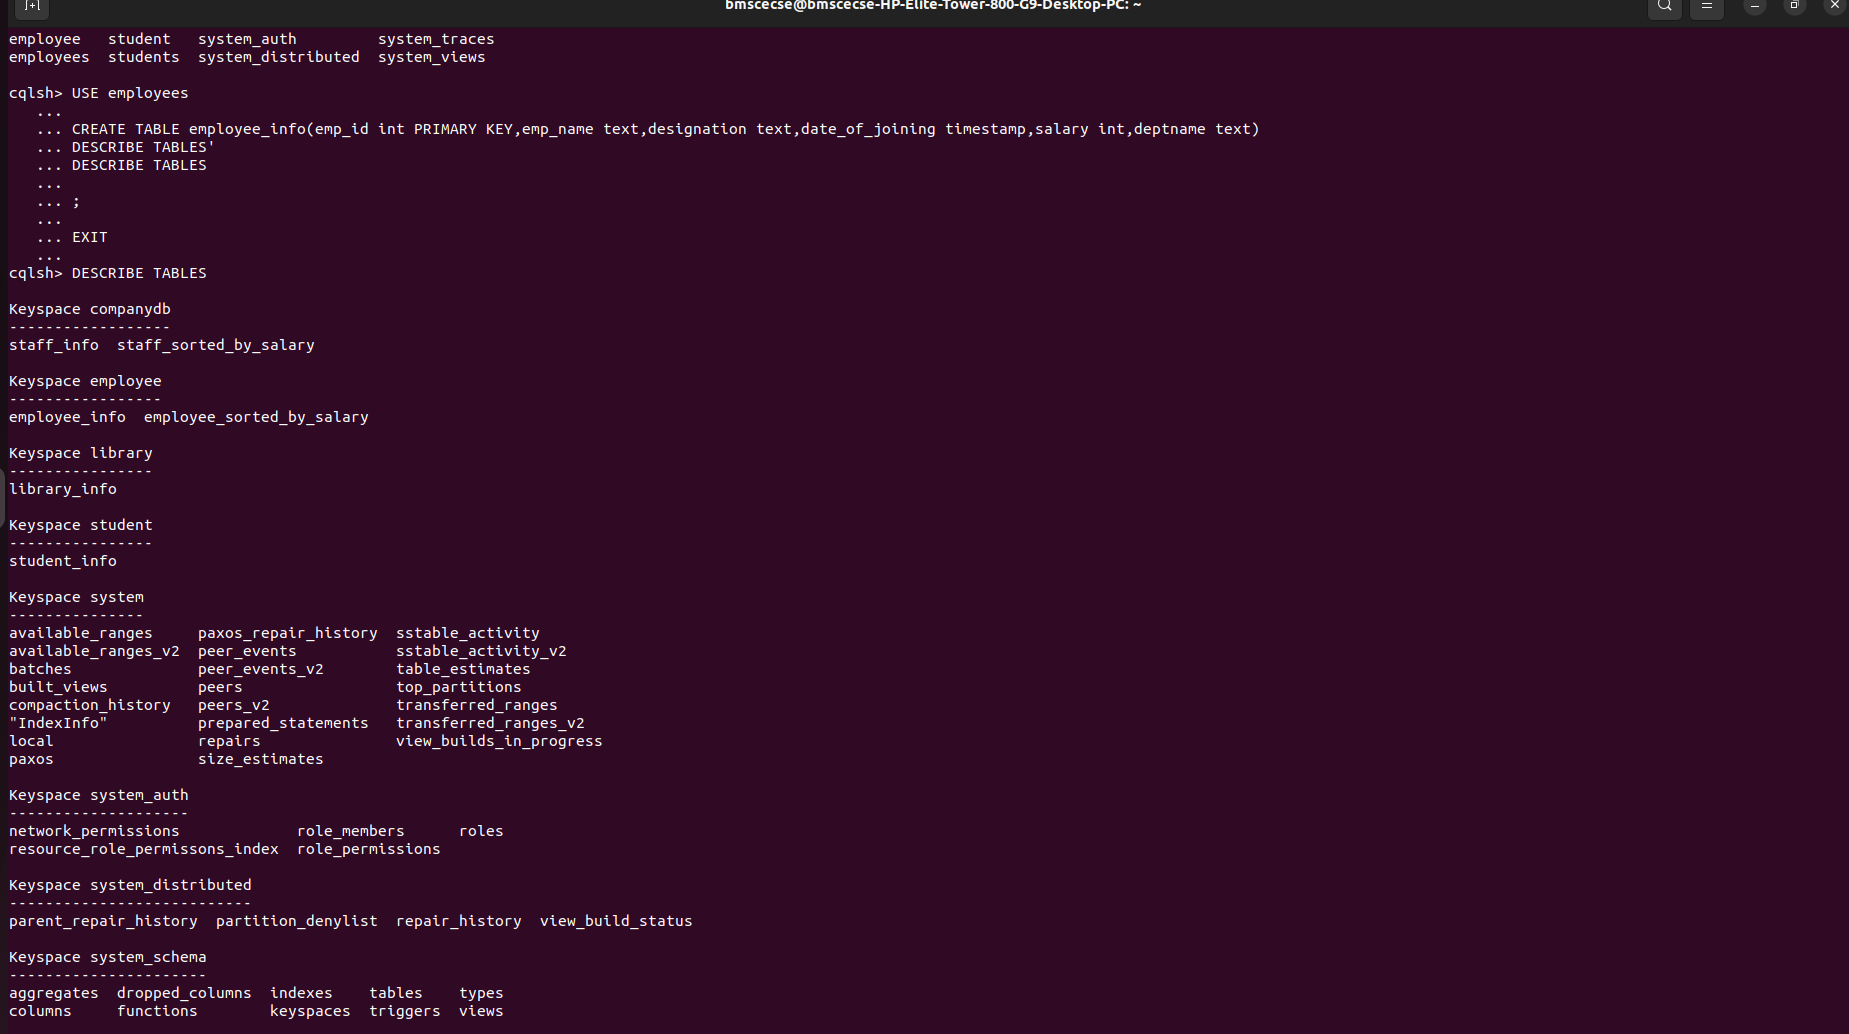 bmscecse@bmscecse-HP-Elite-Tower-800-G9-Desktop-PC: ~
employee   student   system_auth         system_traces
employees  students  system_distributed  system_views
cqlsh> USE employees
   ...
   ... CREATE TABLE employee_info(emp_id int PRIMARY KEY,emp_name text,designation text,date_of_joining timestamp,salary int,deptname text)
   ... DESCRIBE TABLES'
   ... DESCRIBE TABLES
   ...
   ... ;
   ...
   ... EXIT
   ...
cqlsh> DESCRIBE TABLES
Keyspace companydb
------------------
staff_info  staff_sorted_by_salary
Keyspace employee
-----------------
employee_info  employee_sorted_by_salary
Keyspace library
----------------
library_info
Keyspace student
----------------
student_info
Keyspace system
---------------
available_ranges     paxos_repair_history  sstable_activity
available_ranges_v2  peer_events           sstable_activity_v2
batches              peer_events_v2        table_estimates
built_views          peers                 top_partitions
compaction_history   peers_v2              transferred_ranges
"IndexInfo"          prepared_statements   transferred_ranges_v2
local                repairs               view_builds_in_progress
paxos                size_estimates
Keyspace system_auth
--------------------
network_permissions             role_members      roles
resource_role_permissons_index  role_permissions
Keyspace system_distributed
---------------------------
parent_repair_history  partition_denylist  repair_history  view_build_status
Keyspace system_schema
----------------------
aggregates  dropped_columns  indexes    tables    types
columns     functions        keyspaces  triggers  views